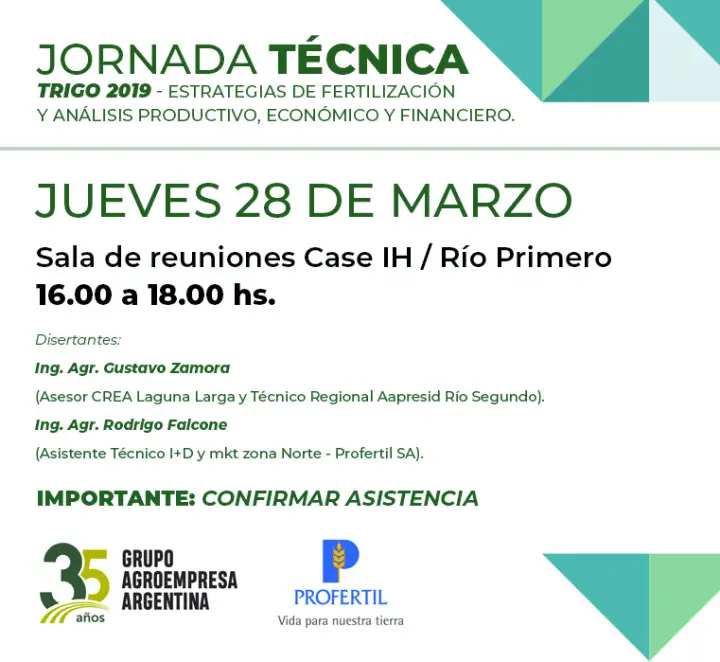 JORNADA TÉCNICA
TRIGO 2019 - ESTRATEGIAS DE FERTILIZACIÓN
Y ANÁLISIS PRODUCTIVO, ECONÓMICO Y FINANCIERO.
JUEVES 28 DE MARZO
Sala de reuniones Case IH / Río Primero
16.00 a 18.00 hs.
Disertantes:
Ing. Agr. Gustavo Zamora
(Asesor CREA Laguna Larga y Técnico Regional Aapresid Río Segundo).
Ing. Agr. Rodrigo Falcone
(Asistente Técnico I+D y mkt zona Norte - Profertil SA).
IMPORTANTE: CONFIRMAR ASISTENCIA
35
años
GRUPO
AGROEMPRESA
ARGENTINA
PROFERTIL
Vida para nuestra tierra